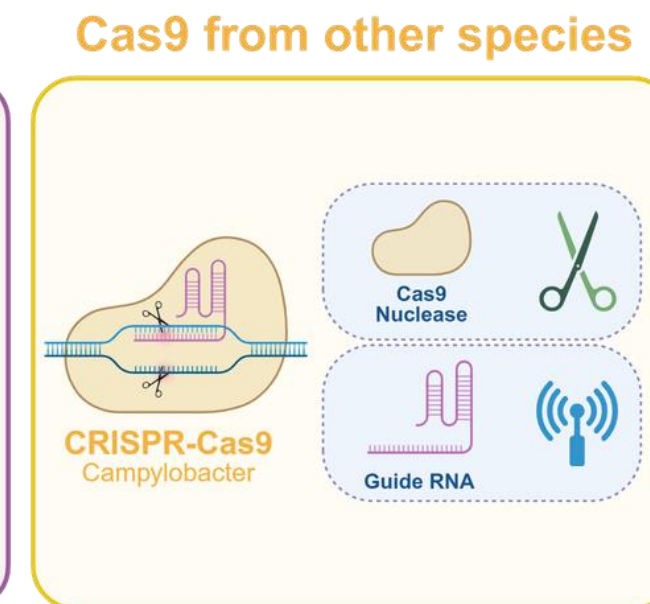 Cas9 from other species
Cas9
Nuclease
CRISPR-Cas9
Campylobacter
Guide RNA